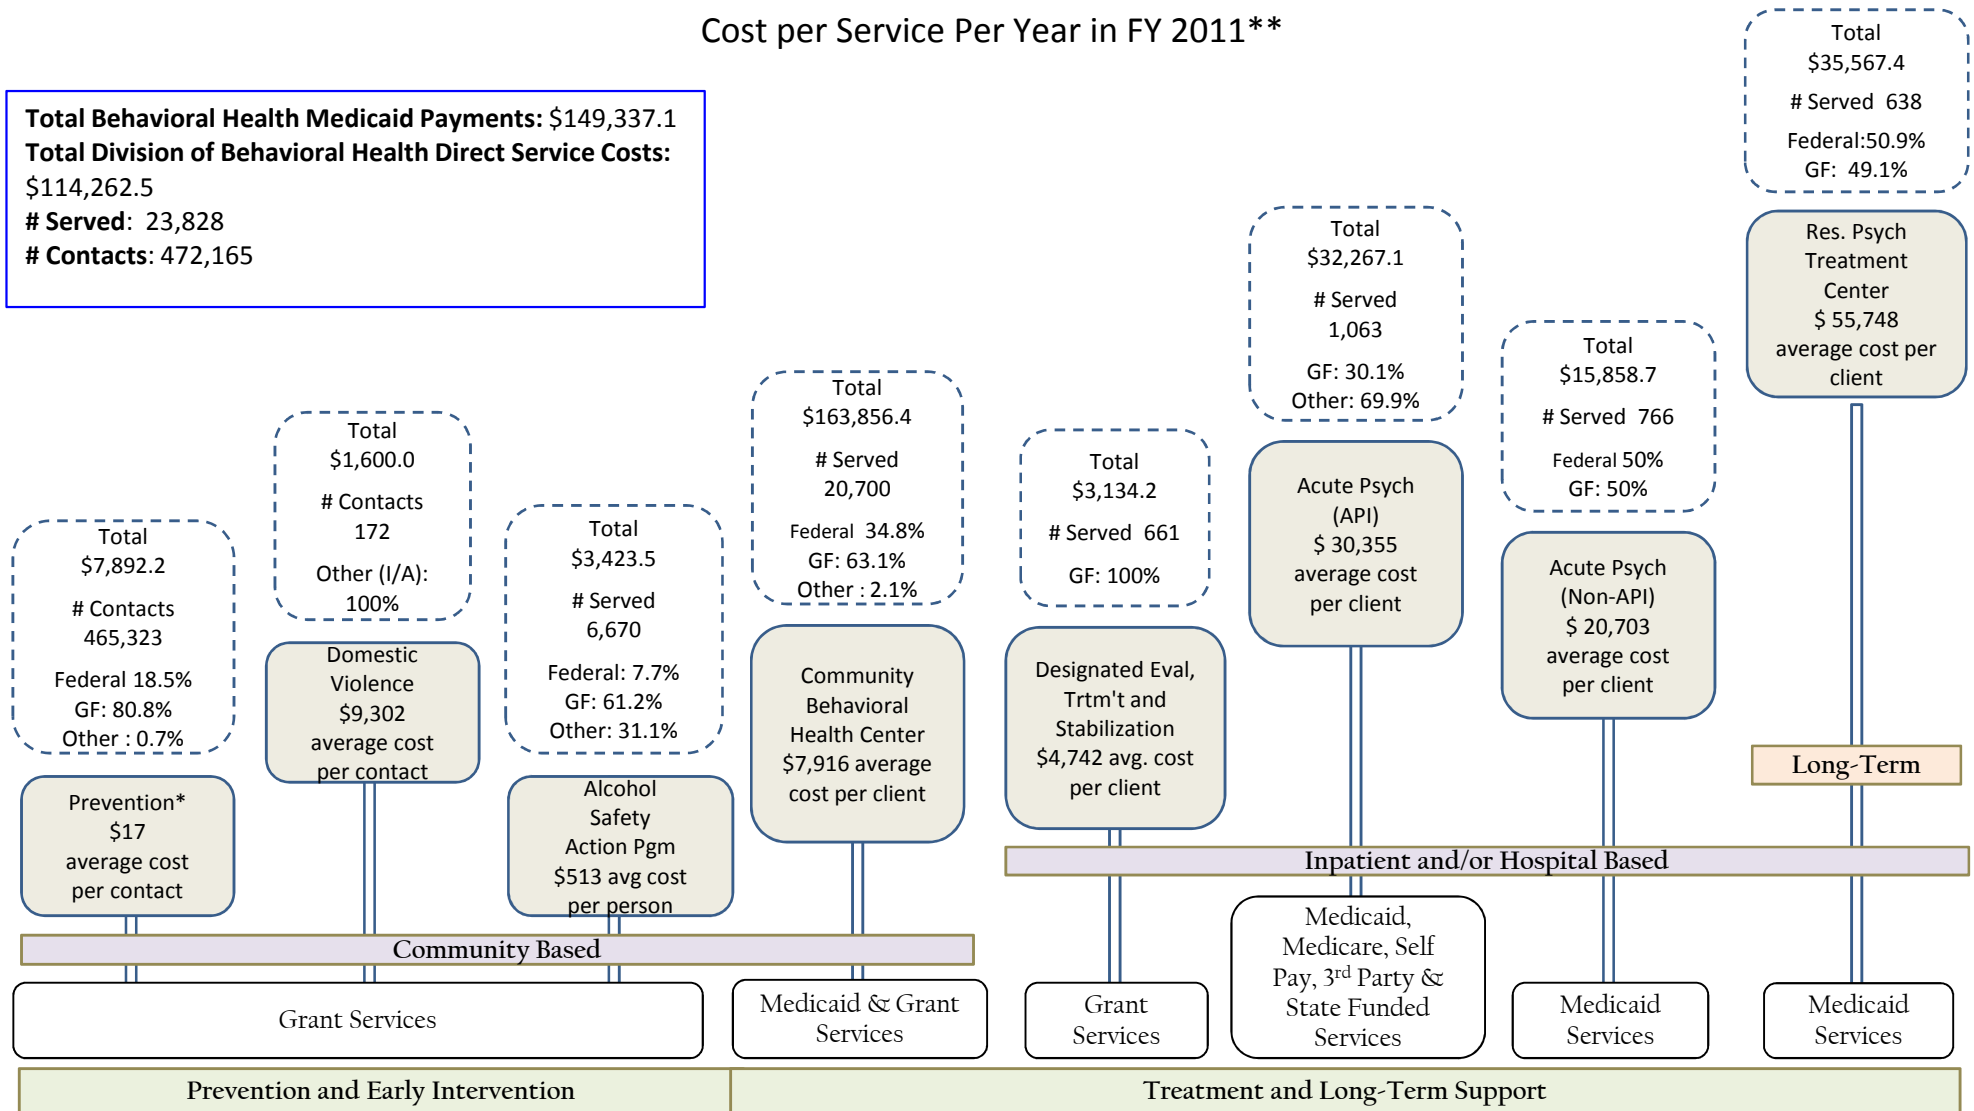 Cost per Service Per Year in FY 2011**
Total Behavioral Health Medicaid Payments: $149,337.1
Total Division of Behavioral Health Direct Service Costs:
$114,262.5
# Served:  23,828
# Contacts: 472,165
Total
$7,892.2
# Contacts
465,323
Federal 18.5%
GF: 80.8%
Other : 0.7%
Prevention*
$17
average cost
per contact
Total
$1,600.0
# Contacts
172
Other (I/A):
100%
Domestic
Violence
$9,302
average cost
per contact
Total
$3,423.5
# Served
6,670
Federal: 7.7%
GF: 61.2%
Other: 31.1%
Alcohol
Safety
Action Pgm
$513 avg cost
per person
Total
$163,856.4
# Served
20,700
Federal  34.8%
GF: 63.1%
Other : 2.1%
Community
Behavioral
Health Center
$7,916 average
cost per client
Total
$3,134.2
# Served  661
GF: 100%
Designated Eval,
Trtm't and
Stabilization
$4,742 avg. cost
per client
Total
$32,267.1
# Served
1,063
GF: 30.1%
Other: 69.9%
Acute Psych
(API)
$ 30,355
average cost
per client
Total
$15,858.7
# Served  766
Federal 50%
GF: 50%
Acute Psych
(Non-API)
$ 20,703
average cost
per client
Total
$35,567.4
# Served  638
Federal:50.9%
GF:  49.1%
Res. Psych
Treatment
Center
$ 55,748
average cost per
client
Long-Term
Inpatient and/or Hospital Based
Community Based
Grant Services
Medicaid & Grant
Services
Grant
Services
Medicaid,
Medicare, Self
Pay, 3rd Party &
State Funded
Services
Medicaid
Services
Medicaid
Services
Prevention and Early Intervention
Treatment and Long-Term Support